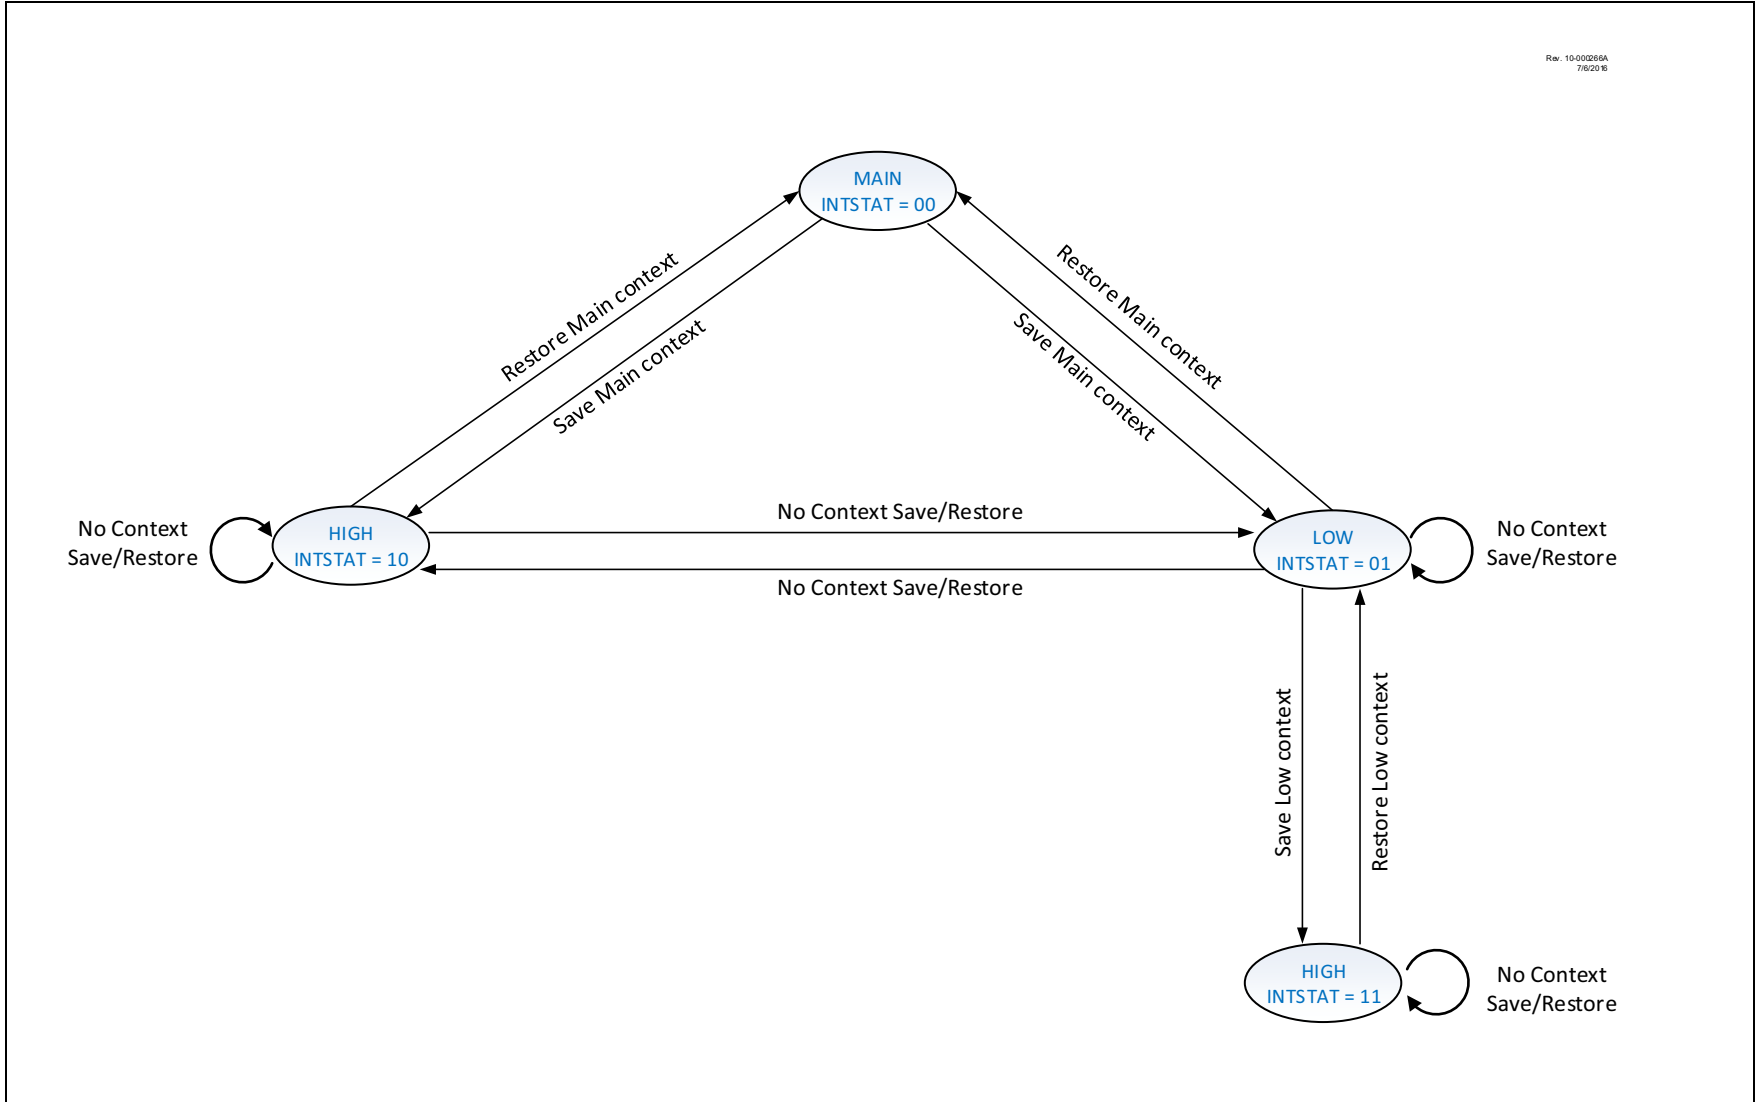 Rev. 10-000266A
7/6/2016
MAIN
INTSTAT = 00
Restore Main context
Save Main context
Restore Main context
Save Main context
No Context
Save/Restore
HIGH
INTSTAT = 10
No Context Save/Restore
No Context Save/Restore
LOW
INTSTAT = 01
No Context
Save/Restore
Save Low context
Restore Low context
HIGH
INTSTAT = 11
No Context
Save/Restore